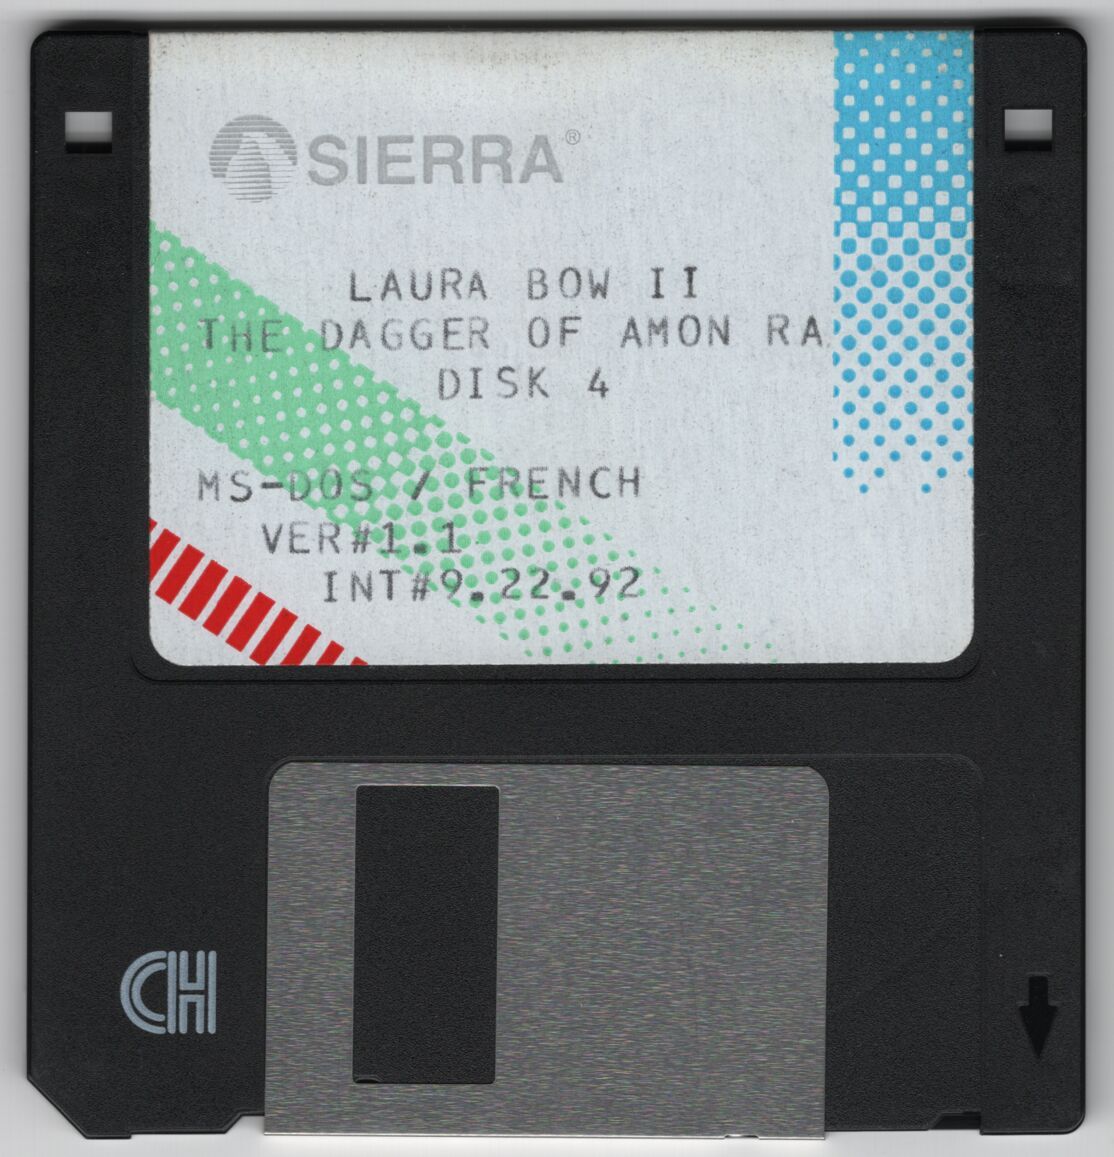 SIERRA®
LAURA BOW II
THE DAGGER OF AMON RA
DISK 4
MS-DOS / FRENCH
VER#1.1
INT#9.22.92
CH